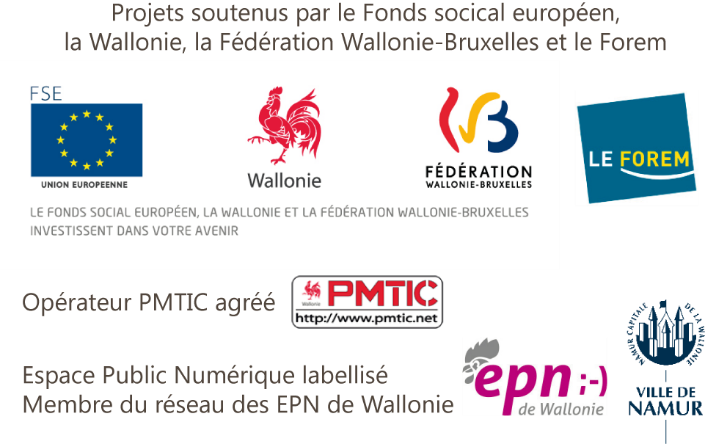 Projets soutenus par le Fonds socical européen,
la Wallonie, la Fédération Wallonie-Bruxelles et le Forem
FSE
UNION EUROPEENNE
Wallonie
FÉDÉRATION
WALLONIE-BRUXELLES
LE FOREM
LE FONDS SOCIAL EUROPÉEN, LA WALLONIE ET LA FÉDÉRATION WALLONIE-BRUXELLES
INVESTISSENT DANS VOTRE AVENIR
Opérateur PMTIC agréé
Wallonie
PMTIC
http://www.pmtic.net
Espace Public Numérique labellisé
Membre du réseau des EPN de Wallonie
epn ;-)
de Wallonie
NAMUR CAPITALE DE LA WALLONIE
VILLE DE
NAMUR